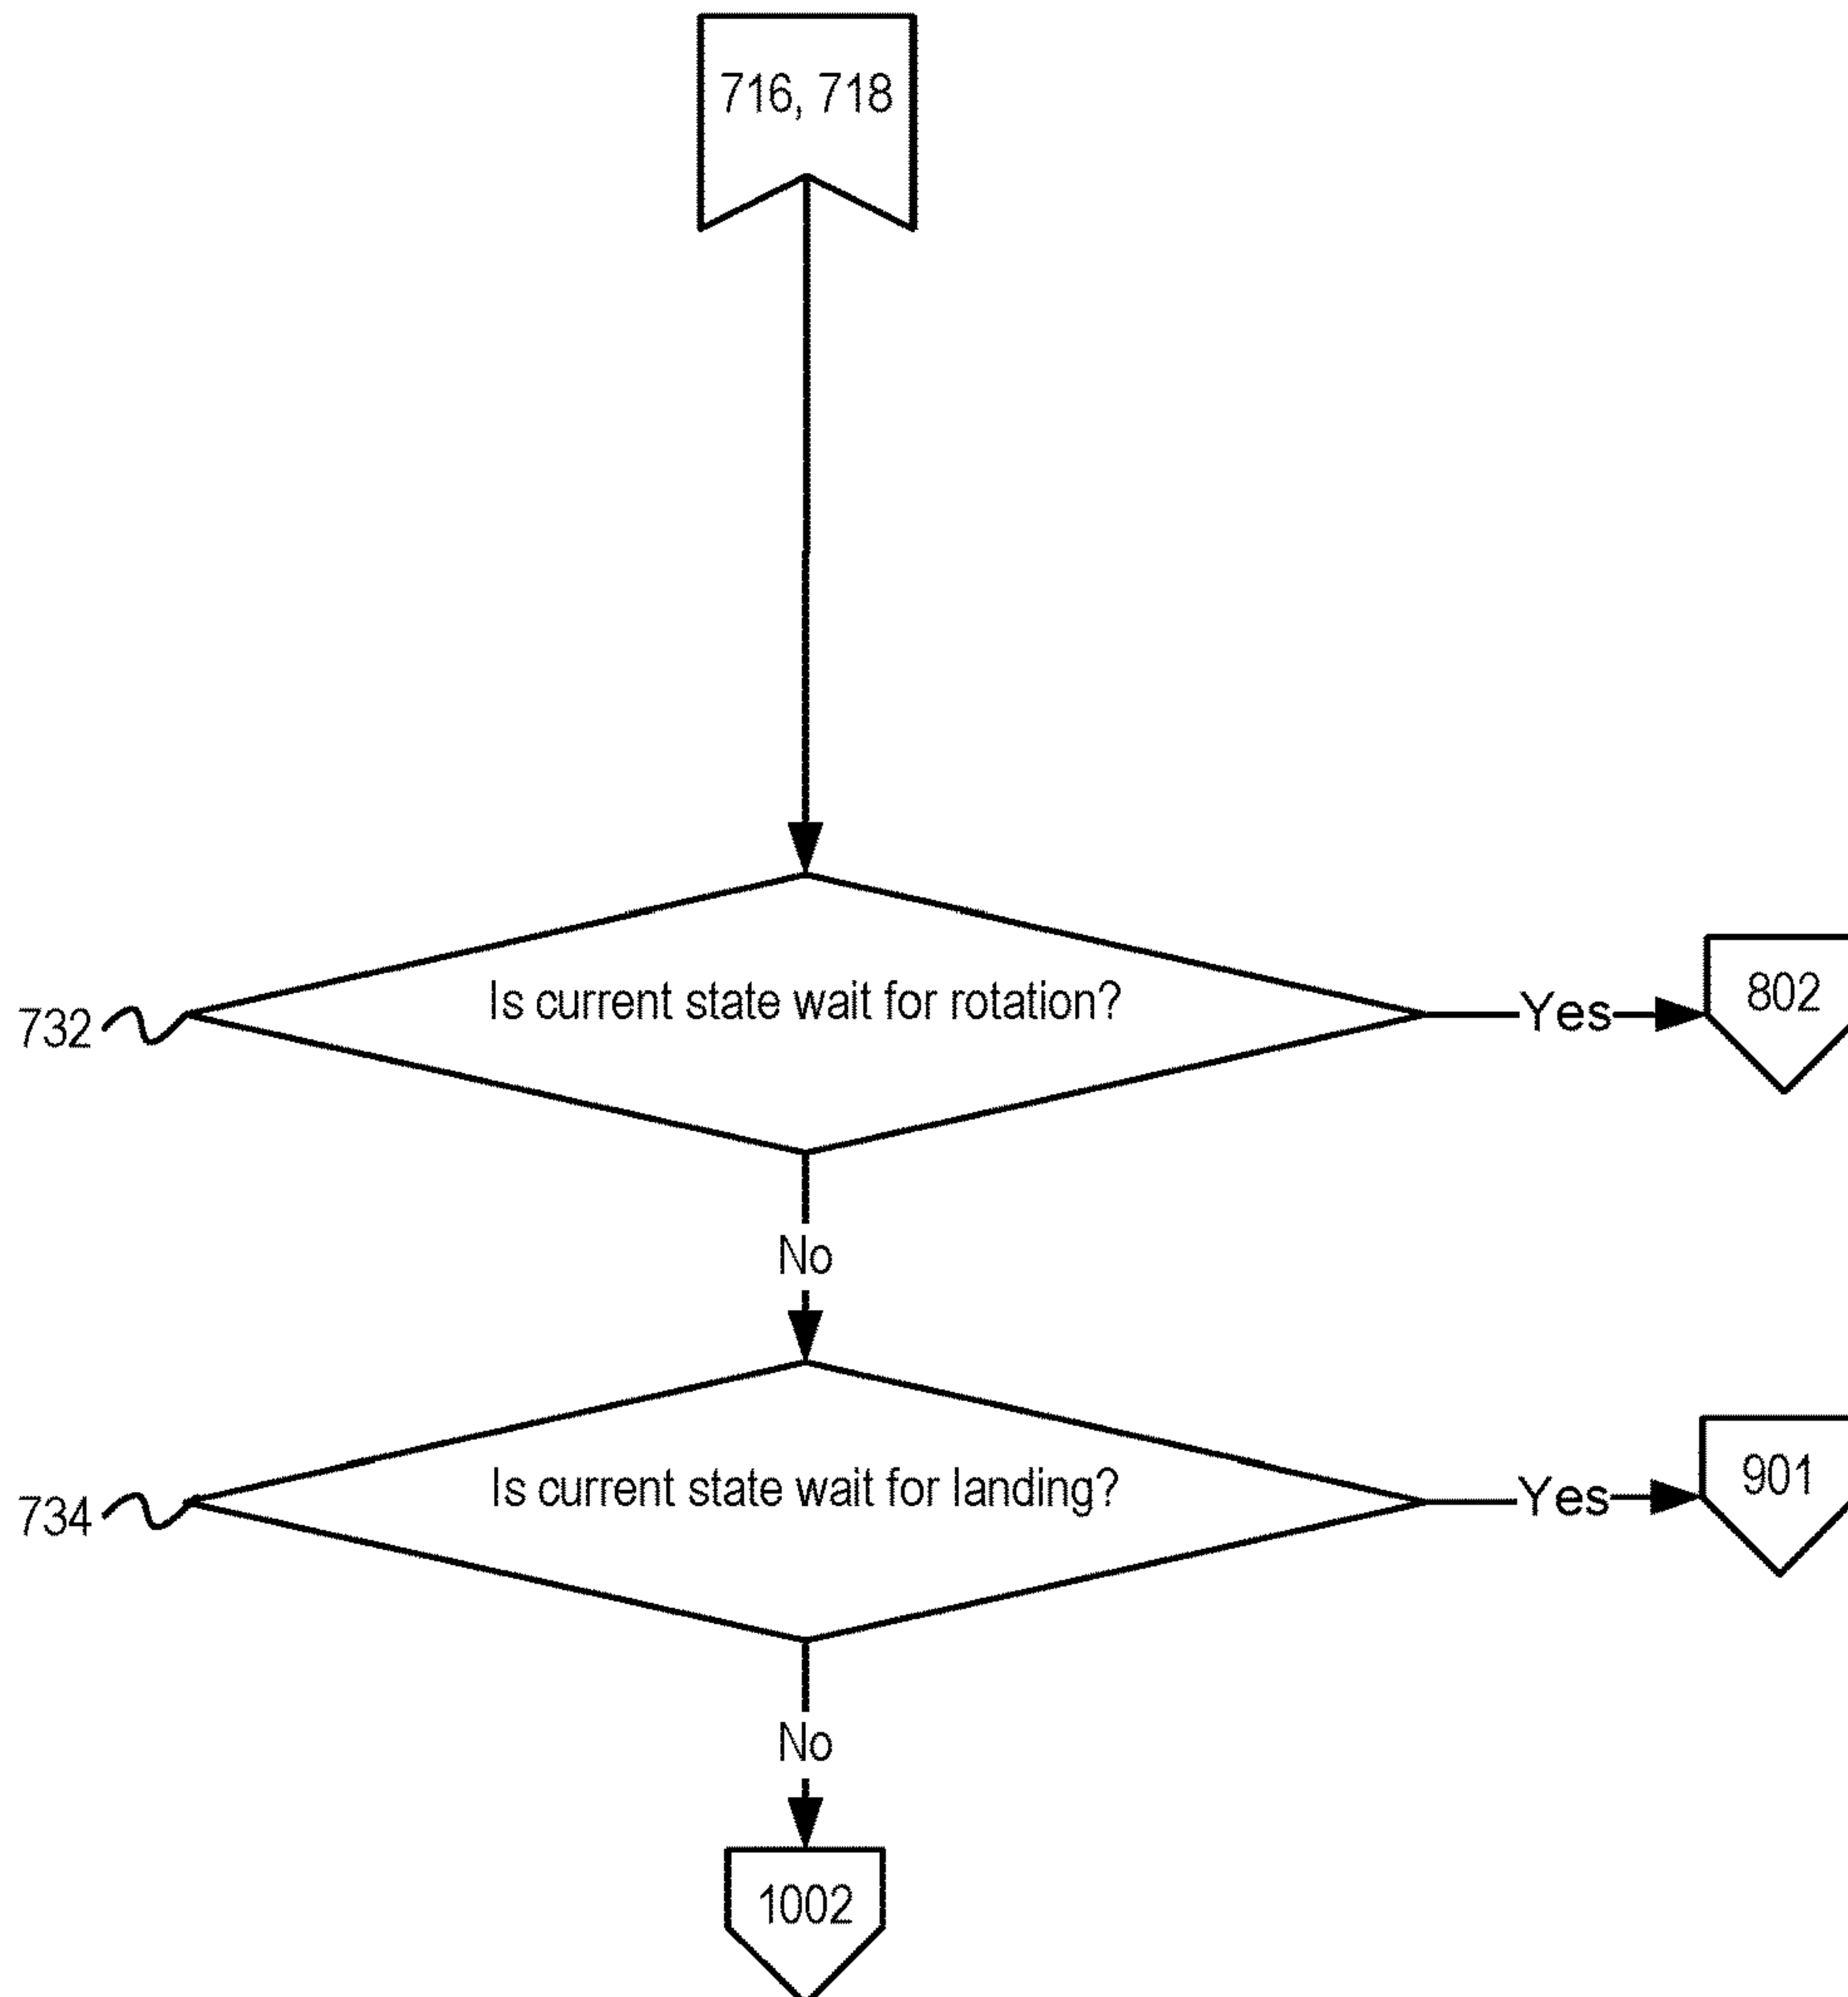 716, 718
732
Is current state wait for rotation?
Yes
802
No
734
Is current state wait for landing?
Yes
901
No
1002